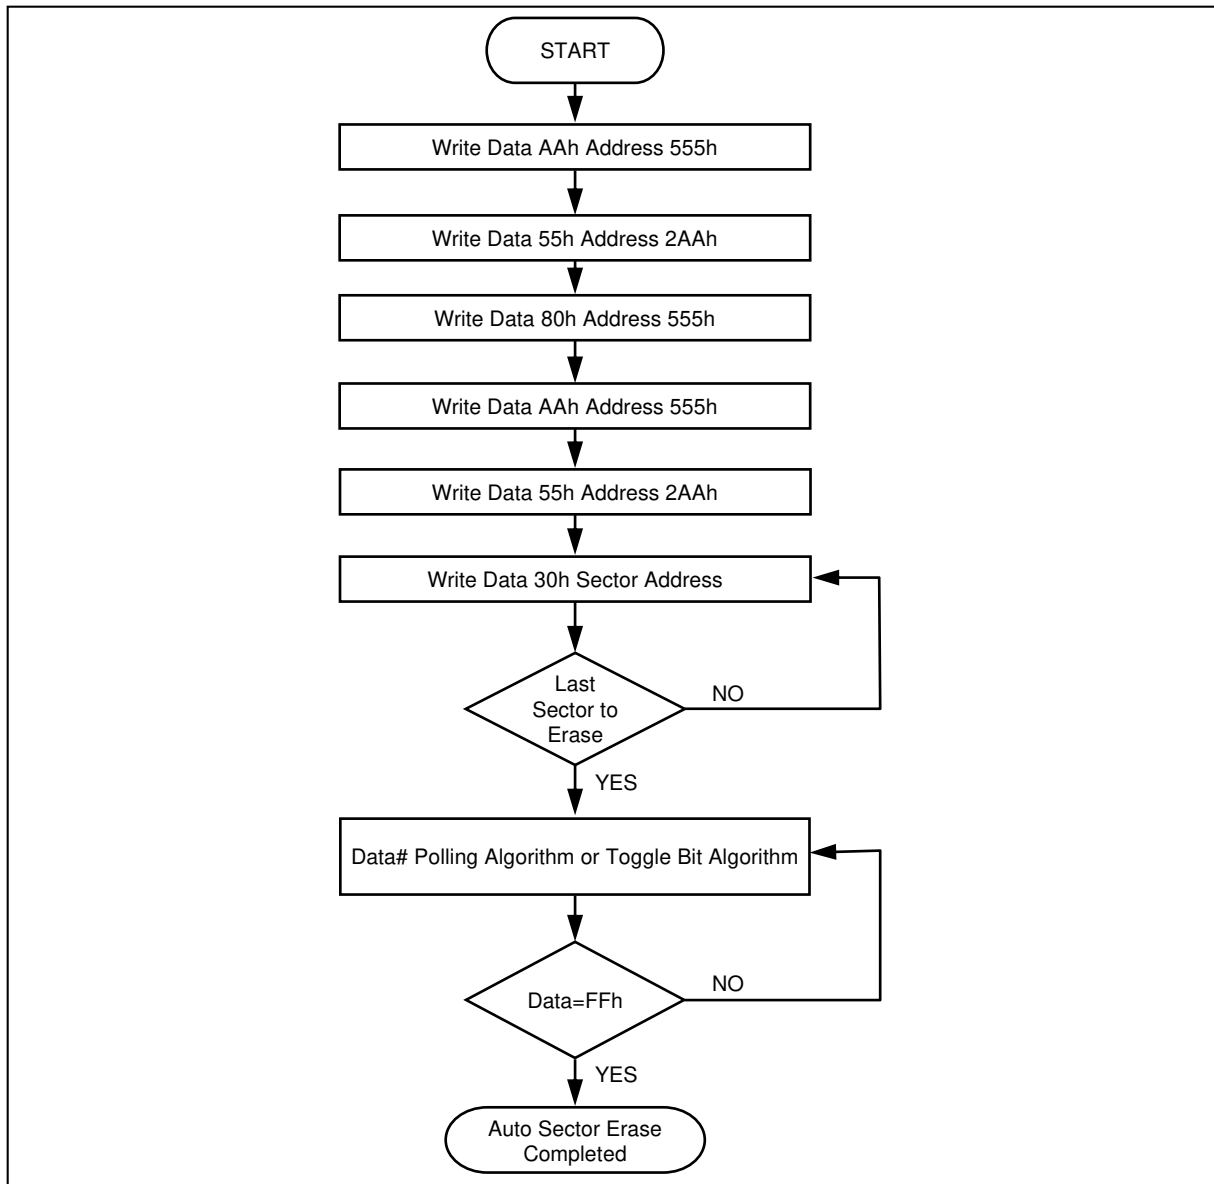 START
Write Data AAh Address 555h
Write Data 55h Address 2AAh
Write Data 80h Address 555h
Write Data AAh Address 555h
Write Data 55h Address 2AAh
Write Data 30h Sector Address
Last
Sector to
Erase
NO
YES
Data# Polling Algorithm or Toggle Bit Algorithm
Data=FFh
NO
YES
Auto Sector Erase
Completed